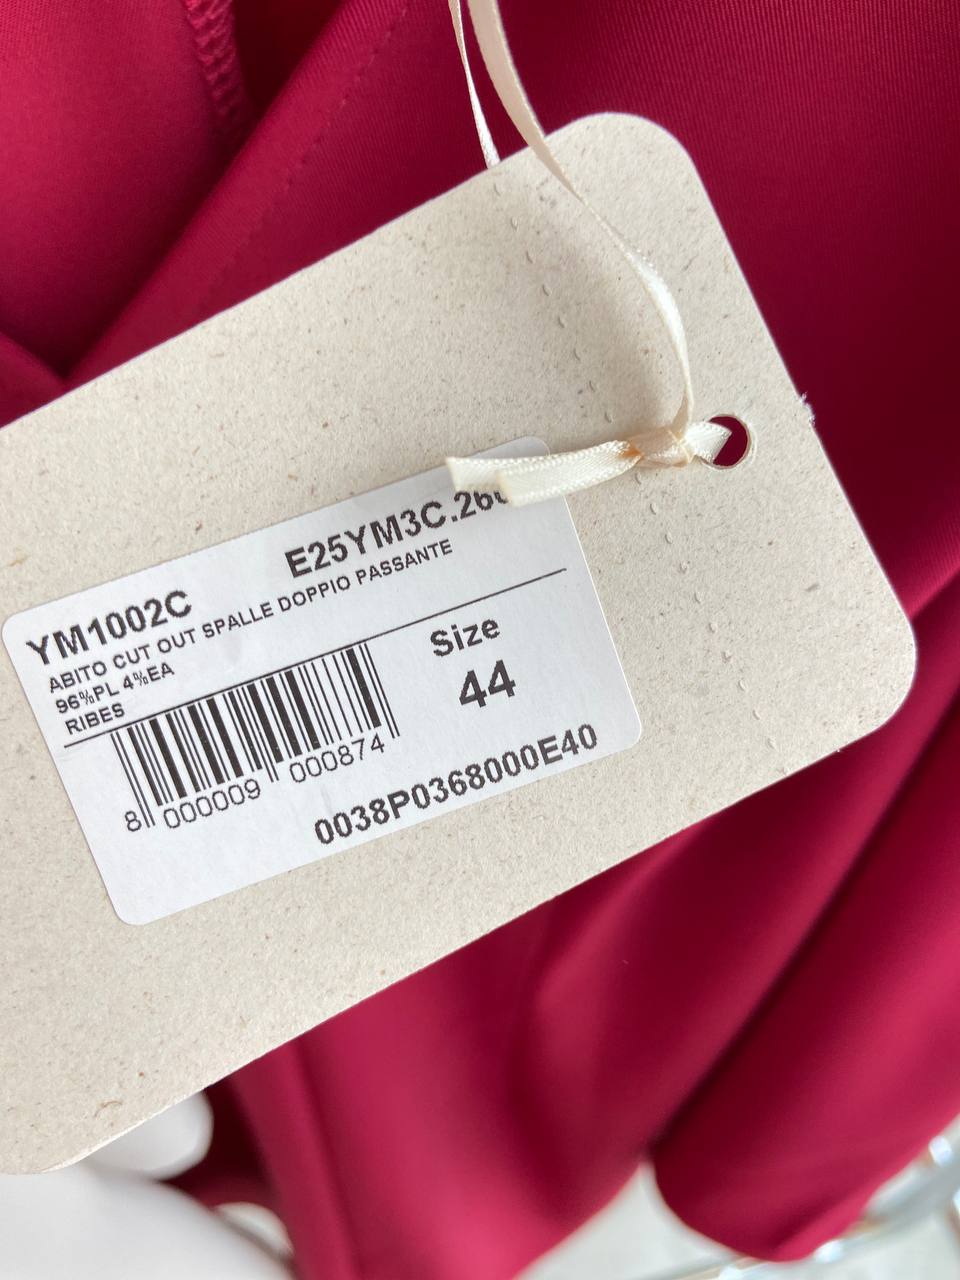 YM1002C
E25YM3C.26
ABITO CUT OUT SPALLE DOPPIO PASSANTE
96%PL 4%EA
RIBES
Size
44
8 000009 000874
0038P0368000E40